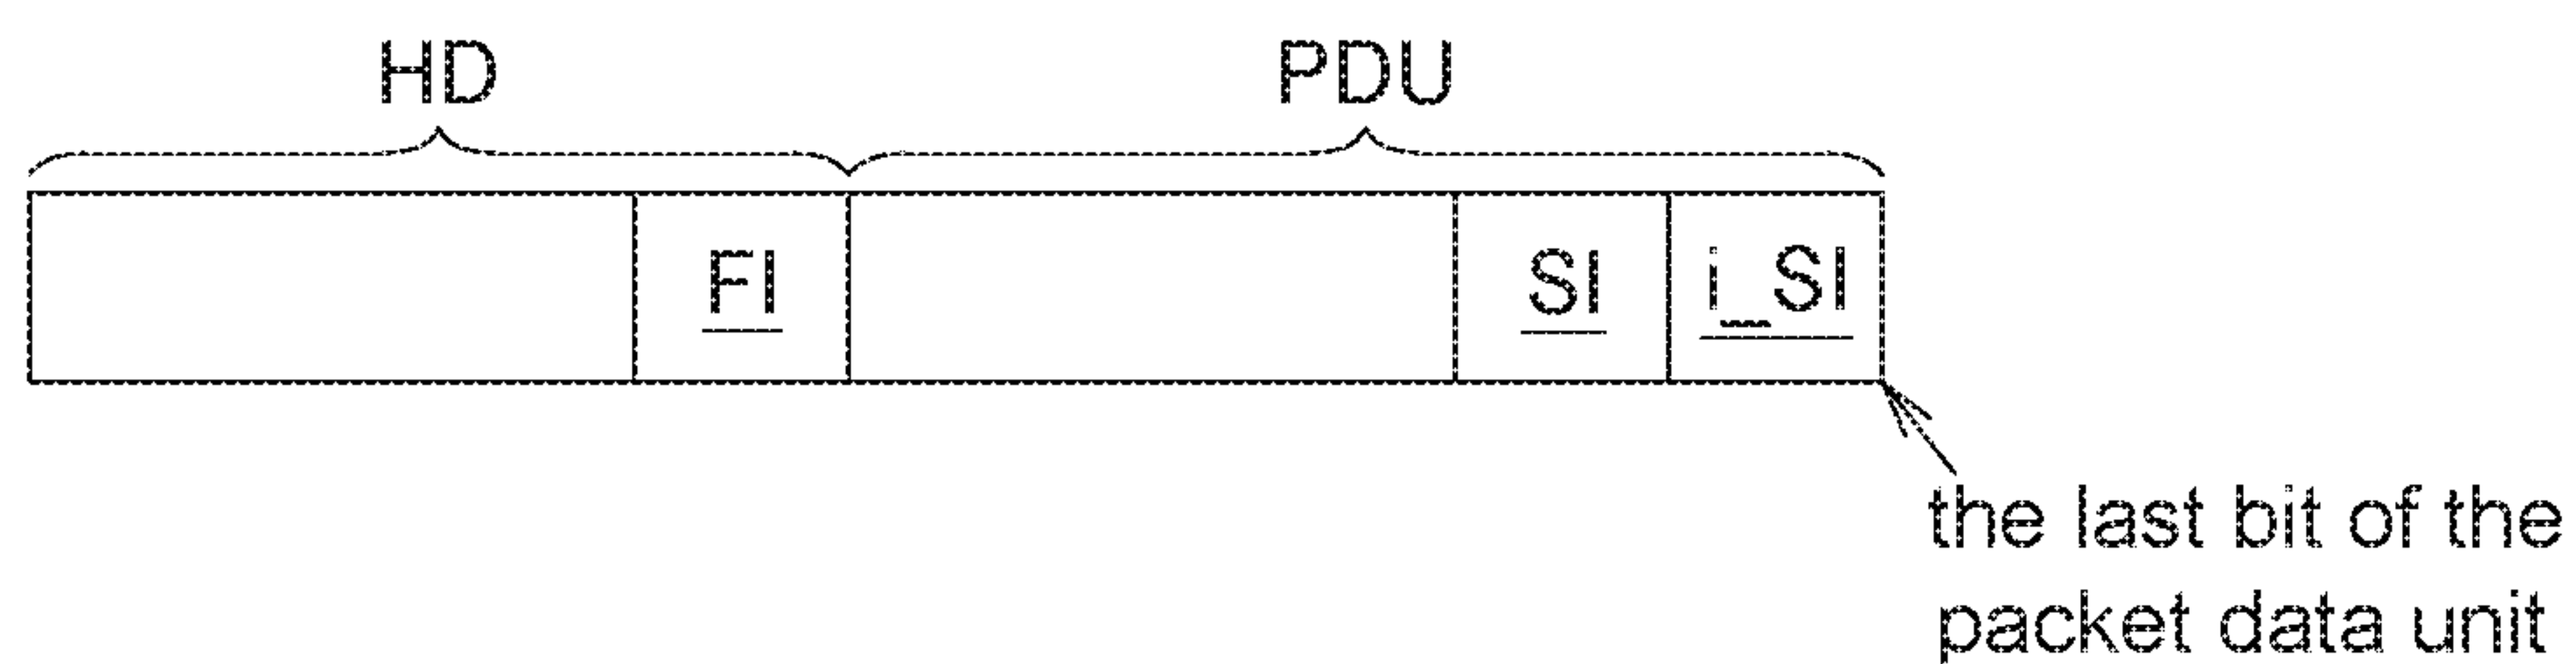 HD PDU
FI SI i_SI
the last bit of the
packet data unit